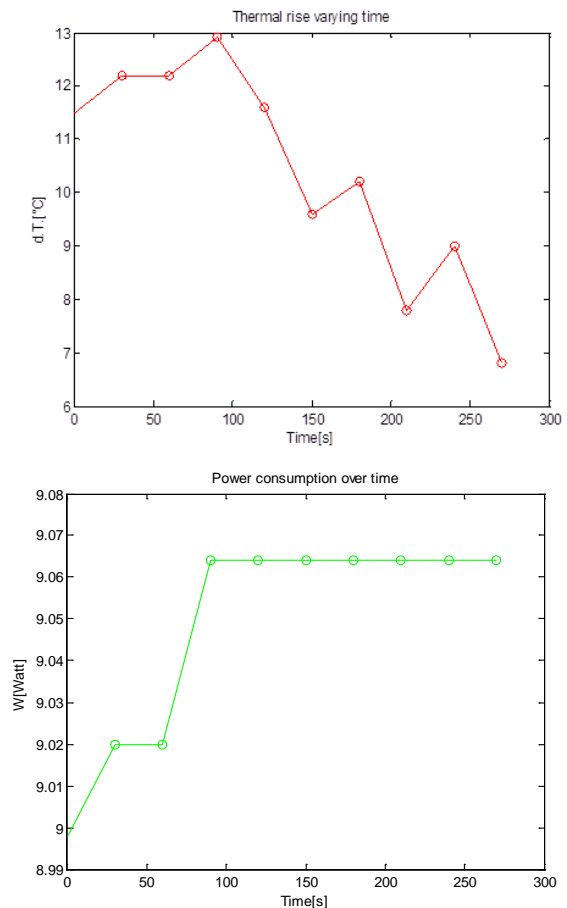 Thermal rise varying time
13
12
11
10
9
8
7
6
d.T.[°C]
0 50 100 150 200 250 300
Time[s]
Power consumption over time
9.08
9.07
9.06
9.05
9.04
9.03
9.02
9.01
9
8.99
W[Watt]
0 50 100 150 200 250 300
Time[s]